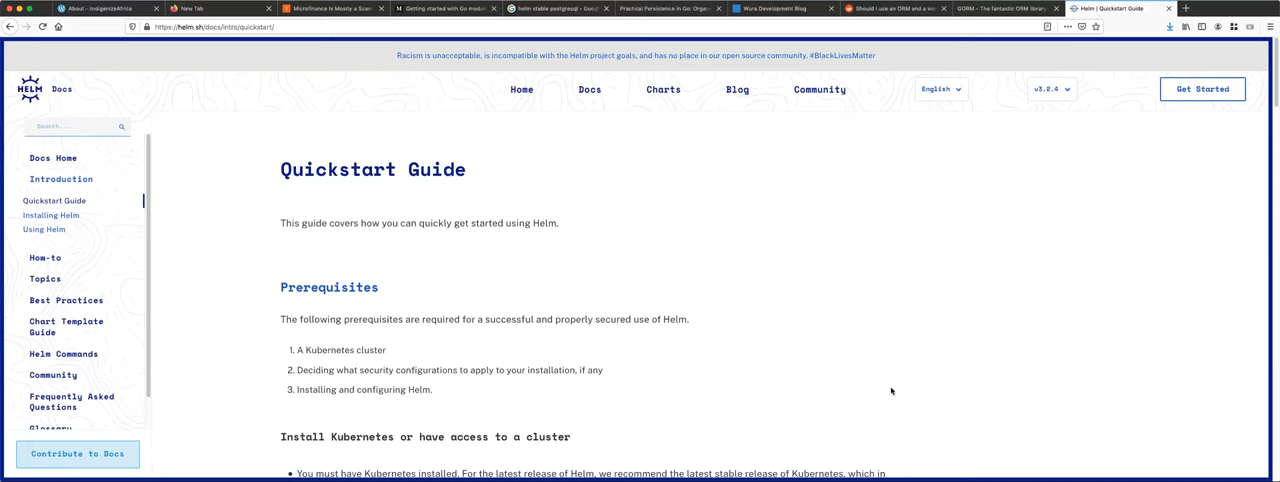 About - IndigenizeAfrica
New Tab
Microfinance is Mostly a Scam
Getting started with Go modul
helm stable postgresql - Goog
Practical Persistence in Go: Organ
Wura Development Blog
Should I use an ORM and a we
GORM - The fantastic ORM library
Helm | Quickstart Guide
https://helm.sh/docs/intro/quickstart/
Racism is unacceptable, is incompatible with the Helm project goals, and has no place in our open source community. #BlackLivesMatter
HELM Docs
Home
Docs
Charts
Blog
Community
English
v3.2.4
Get Started
Search...
Docs Home
Introduction
Quickstart Guide
Installing Helm
Using Helm
How-to
Topics
Best Practices
Chart Template
Guide
Helm Commands
Community
Frequently Asked
Questions
Glossary
Contribute to Docs
Quickstart Guide
This guide covers how you can quickly get started using Helm.
Prerequisites
The following prerequisites are required for a successful and properly secured use of Helm.
1. A Kubernetes cluster
2. Deciding what security configurations to apply to your installation, if any
3. Installing and configuring Helm.
Install Kubernetes or have access to a cluster
• You must have Kubernetes installed. For the latest release of Helm, we recommend the latest stable release of Kubernetes, which in